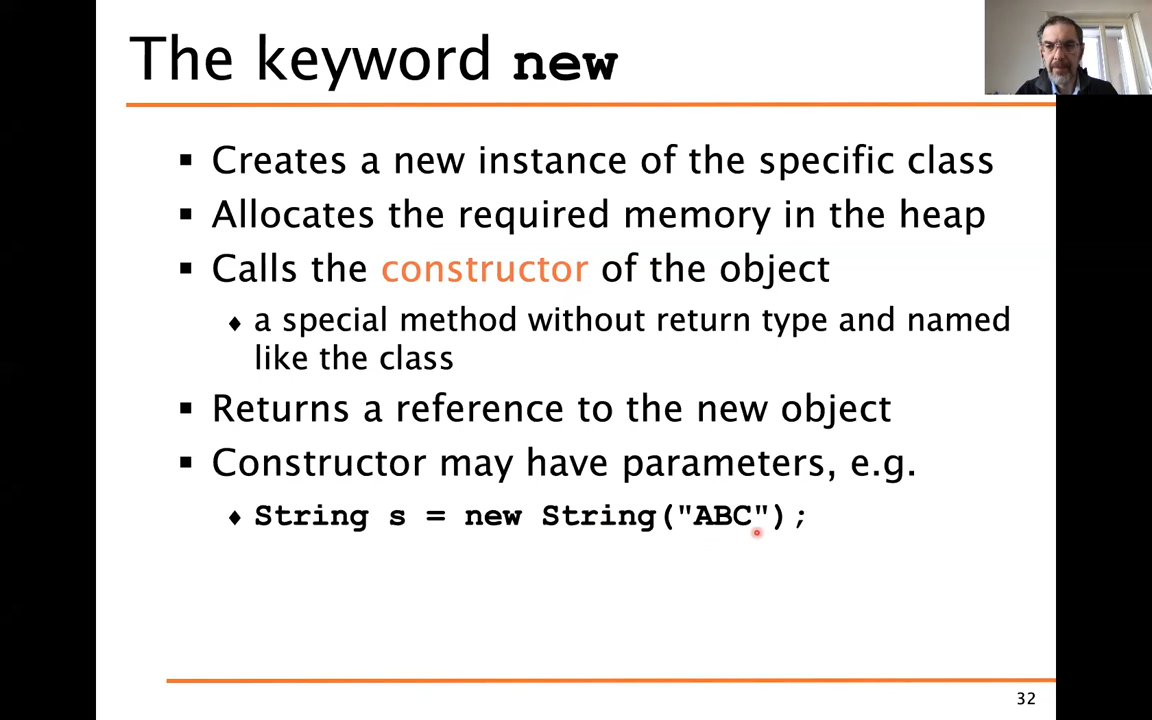 The keyword new
▪ Creates a new instance of the specific class
▪ Allocates the required memory in the heap
▪ Calls the constructor of the object
♦ a special method without return type and named
like the class
▪ Returns a reference to the new object
▪ Constructor may have parameters, e.g.
♦ String s = new String("ABC");
32